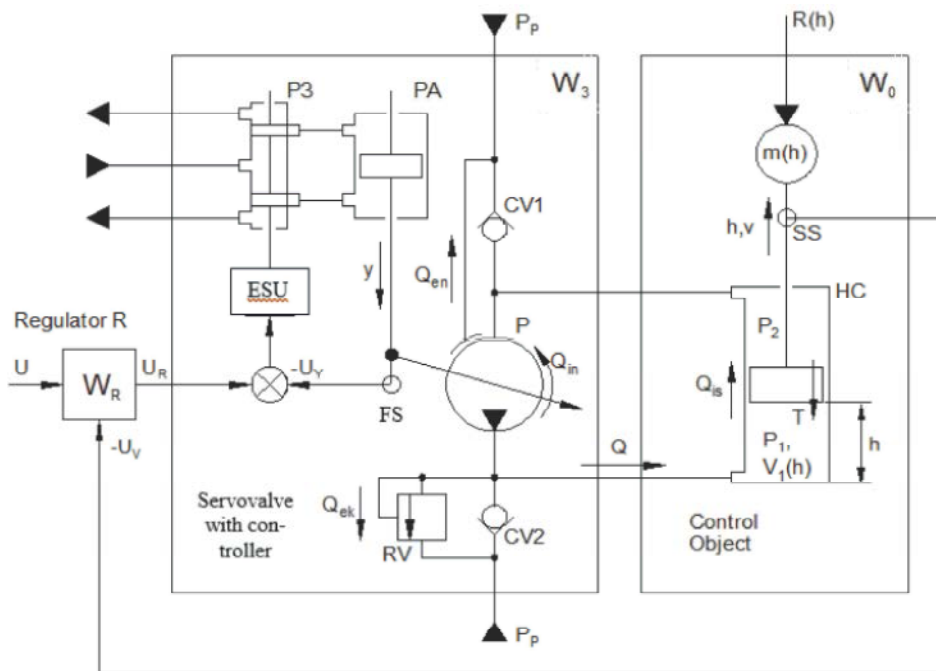 P_p
R(h)
W_3
W_0
P3
PA
m(h)
CV1
h,v
SS
y
Q_en
HC
ESU
P_2
Regulator R
P
Q_in
U
W_R
U_R
-U_Y
Q_is
FS
T
-U_V
Q
P_1,
V_1(h)
h
Servovalve
with con-
troller
Q_ek
RV
CV2
Control
Object
P_p